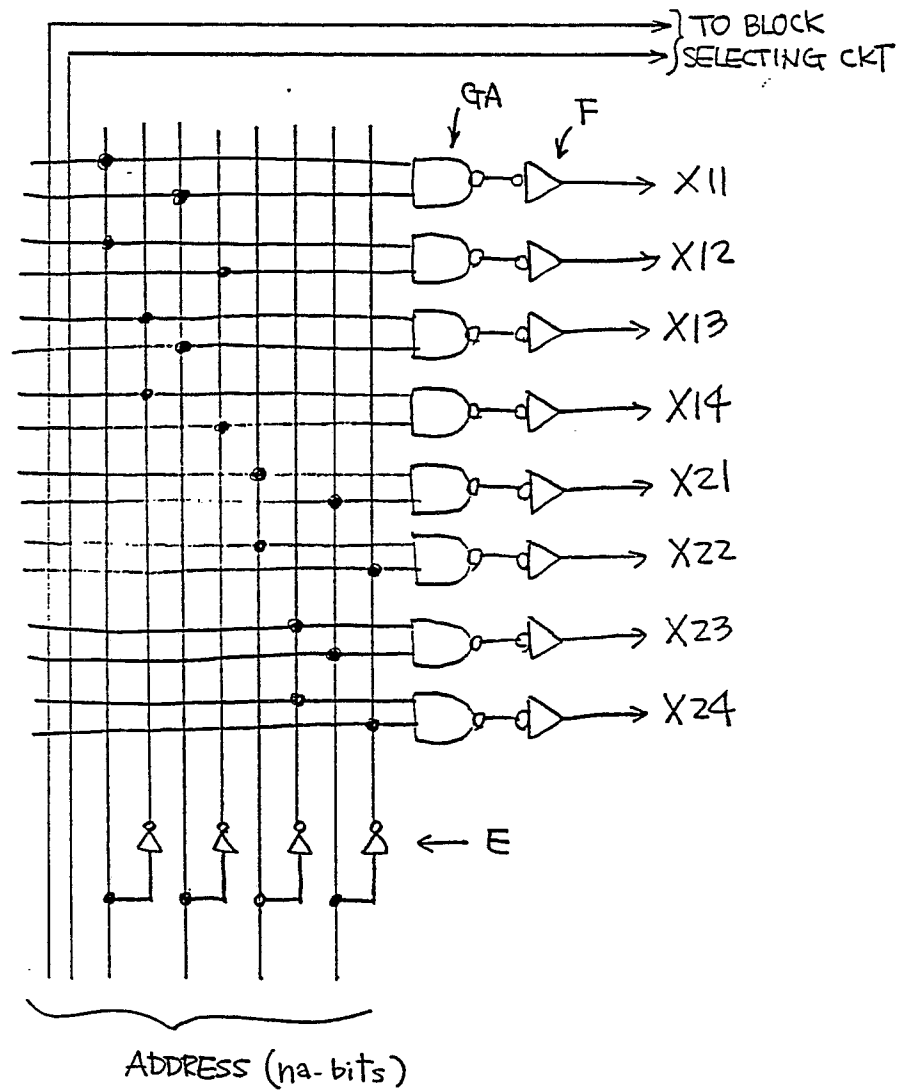 TO BLOCK
SELECTING CKT
GA
F
X11
X12
X13
X14
X21
X22
X23
X24
E
ADDRESS (na-bits)